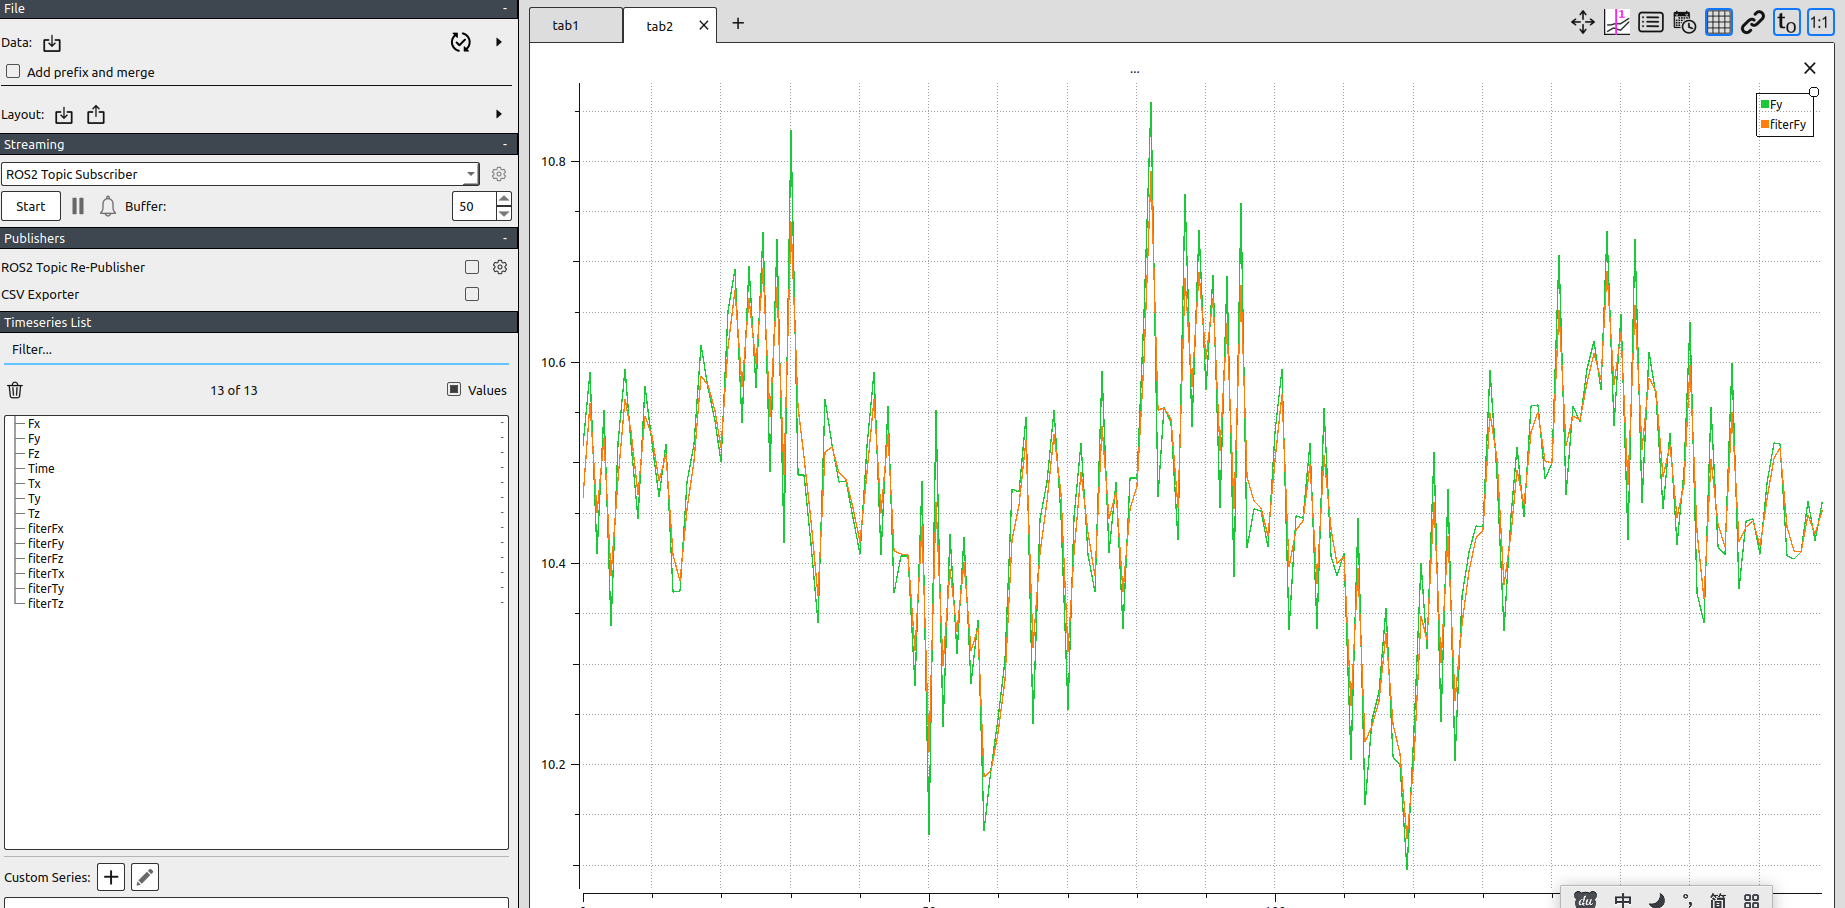 File -
Data:
Add prefix and merge
Layout:
Streaming -
ROS2 Topic Subscriber
Start Buffer: 50
Publishers -
ROS2 Topic Re-Publisher
CSV Exporter
Timeseries List
Filter...
13 of 13 Values
Fx -
Fy -
Fz -
Time -
Tx -
Ty -
Tz -
fiterFx -
fiterFy -
fiterFz -
fiterTx -
fiterTy -
fiterTz -
Custom Series:
tab1 tab2
1 t0 1:1
...
Fy
fiterFy
10.8
10.6
10.4
10.2
du 中 简